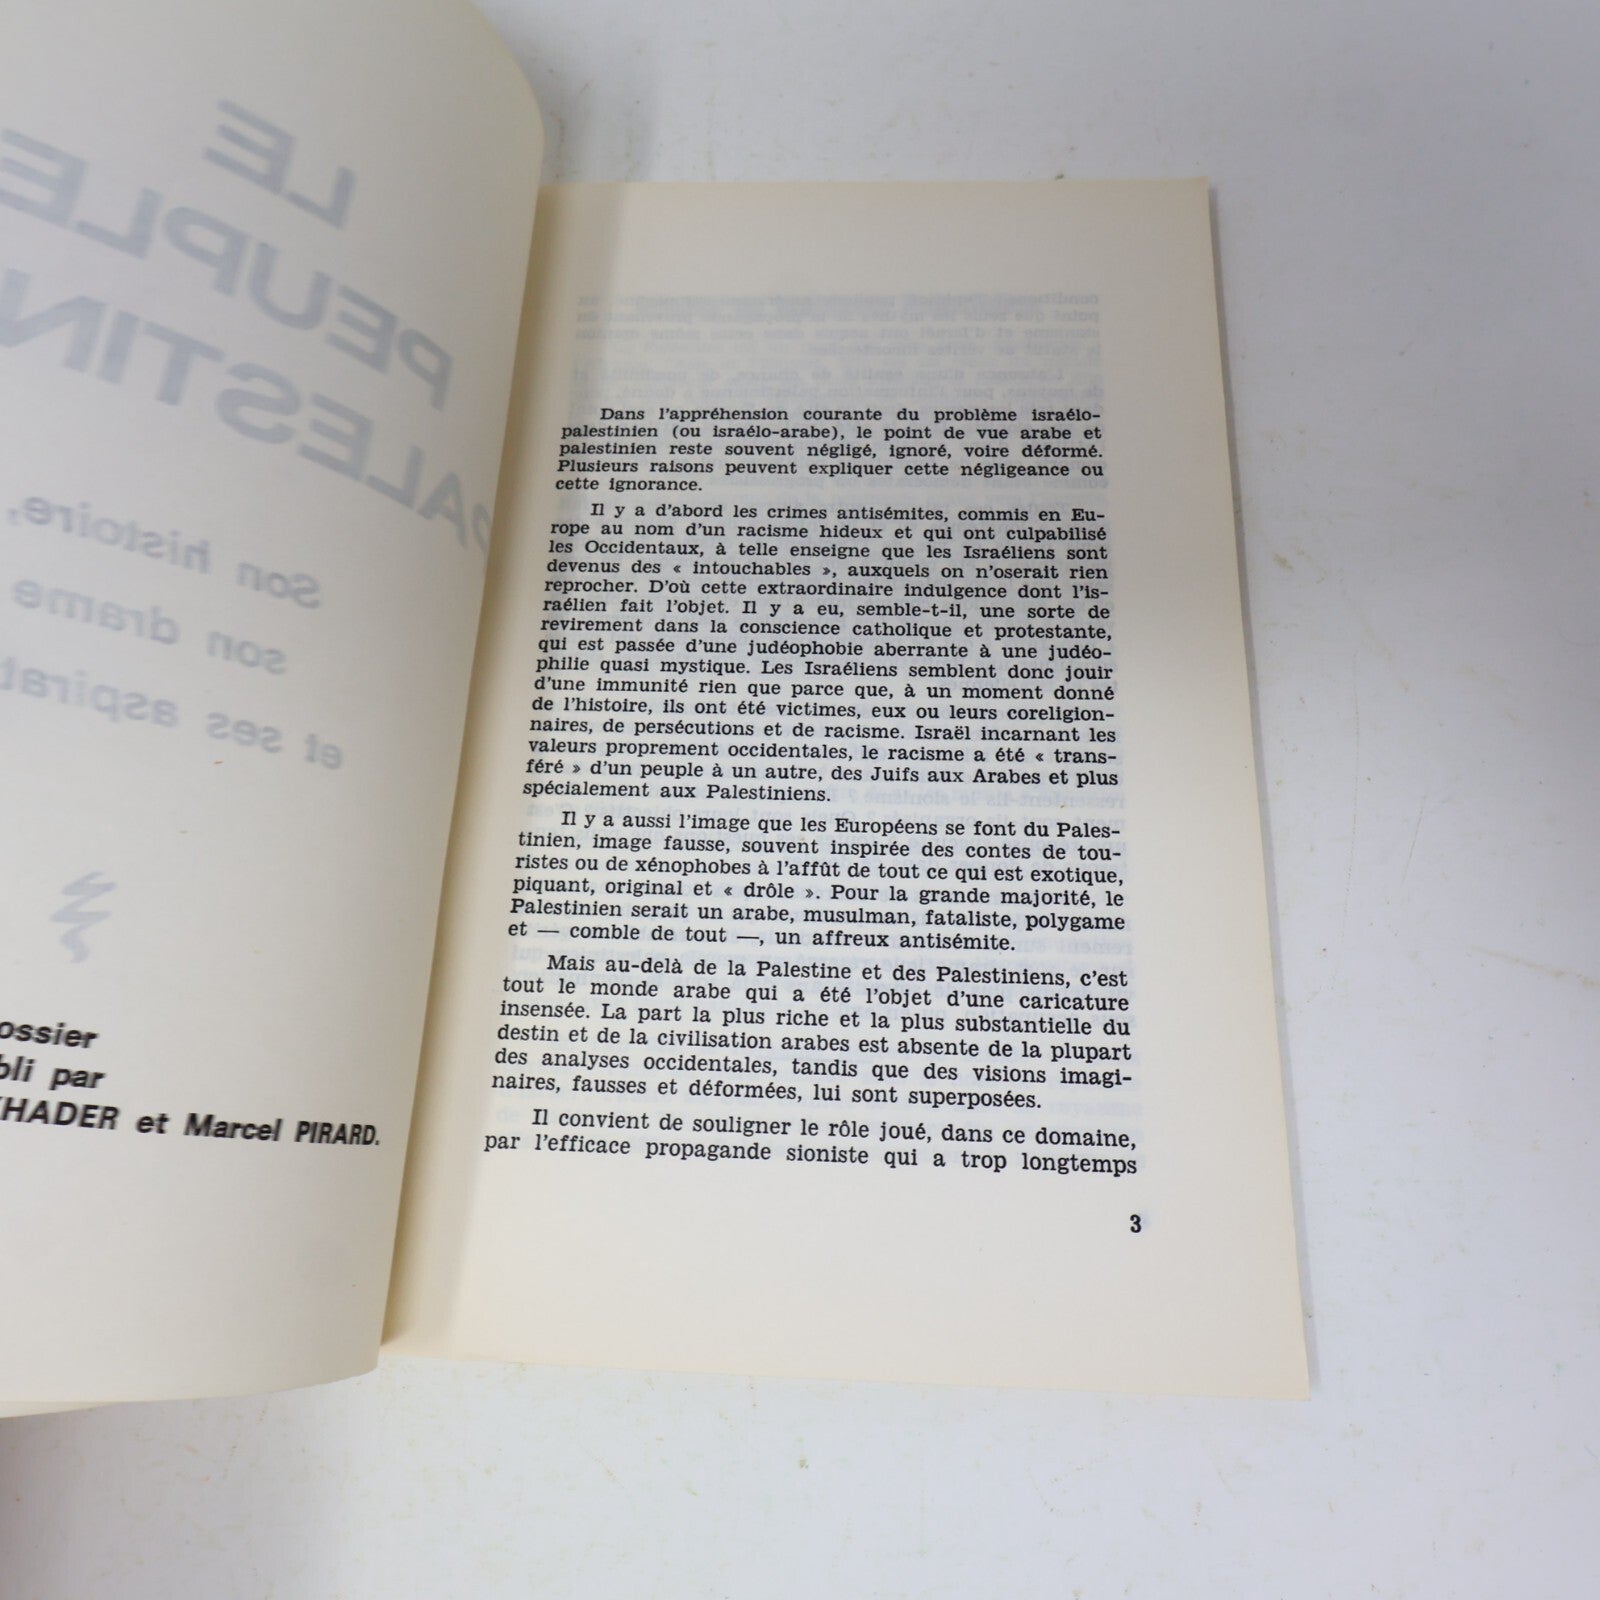 LE
PEUPLE
PALESTIN
Son histoire,
son drame
et ses aspirat
ossier
bli par
KHADER et Marcel PIRARD.
Dans l'appréhension courante du problème israélo-
palestinien (ou israélo-arabe), le point de vue arabe et
palestinien reste souvent négligé, ignoré, voire déformé.
Plusieurs raisons peuvent expliquer cette négligeance ou
cette ignorance.
Il y a d'abord les crimes antisémites, commis en Eu-
rope au nom d'un racisme hideux et qui ont culpabilisé
les Occidentaux, à telle enseigne que les Israéliens sont
devenus des « intouchables », auxquels on n'oserait rien
reprocher. D'où cette extraordinaire indulgence dont l'is-
raélien fait l'objet. Il y a eu, semble-t-il, une sorte de
revirement dans la conscience catholique et protestante,
qui est passée d'une judéophobie aberrante à une judéo-
philie quasi mystique. Les Israéliens semblent donc jouir
d'une immunité rien que parce que, à un moment donné
de l'histoire, ils ont été victimes, eux ou leurs coreligion-
naires, de persécutions et de racisme. Israël incarnant les
valeurs proprement occidentales, le racisme a été « trans-
féré » d'un peuple à un autre, des Juifs aux Arabes et plus
spécialement aux Palestiniens.
Il y a aussi l'image que les Européens se font du Pales-
tinien, image fausse, souvent inspirée des contes de tou-
ristes ou de xénophobes à l'affût de tout ce qui est exotique,
piquant, original et « drôle ». Pour la grande majorité, le
Palestinien serait un arabe, musulman, fataliste, polygame
et — comble de tout —, un affreux antisémite.
Mais au-delà de la Palestine et des Palestiniens, c'est
tout le monde arabe qui a été l'objet d'une caricature
insensée. La part la plus riche et la plus substantielle du
destin et de la civilisation arabes est absente de la plupart
des analyses occidentales, tandis que des visions imagi-
naires, fausses et déformées, lui sont superposées.
Il convient de souligner le rôle joué, dans ce domaine,
par l'efficace propagande sioniste qui a trop longtemps
3